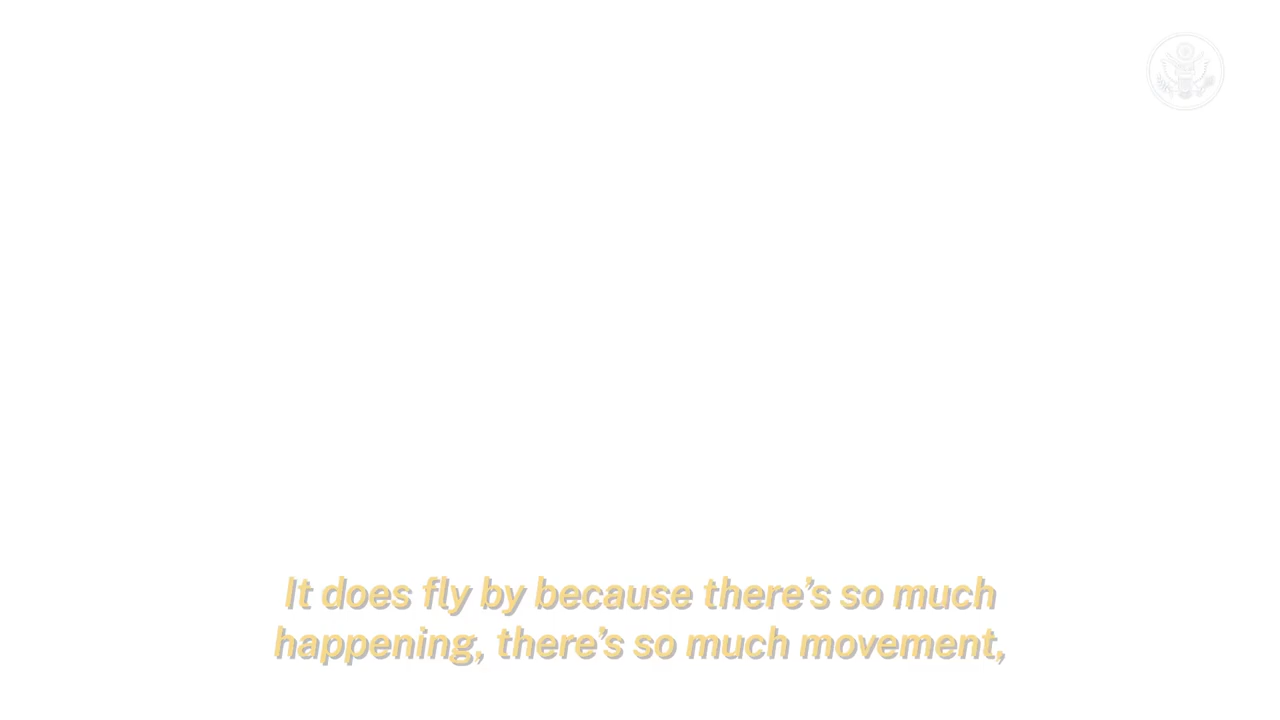 It does fly by because there’s so much
happening, there’s so much movement,